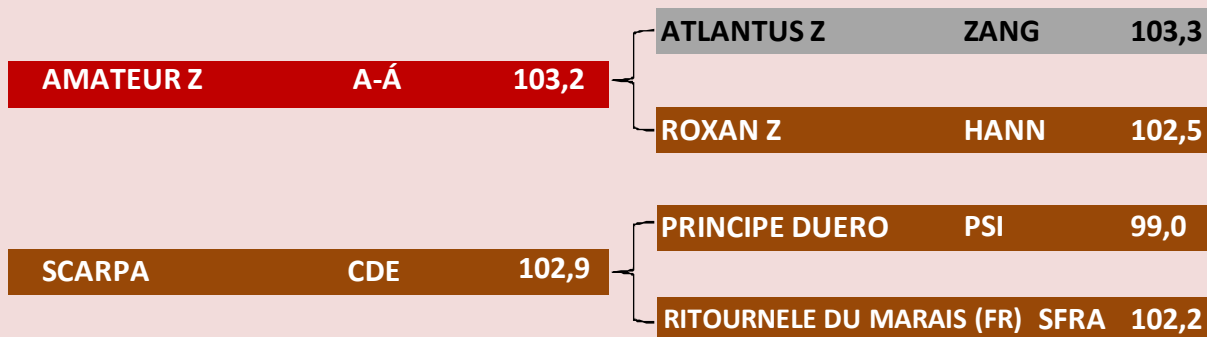 ATLANTUS Z ZANG 103,3
AMATEUR Z A-Á 103,2
ROXAN Z HANN 102,5
PRINCIPE DUERO PSI 99,0
SCARPA CDE 102,9
RITOURNELE DU MARAIS (FR) SFRA 102,2